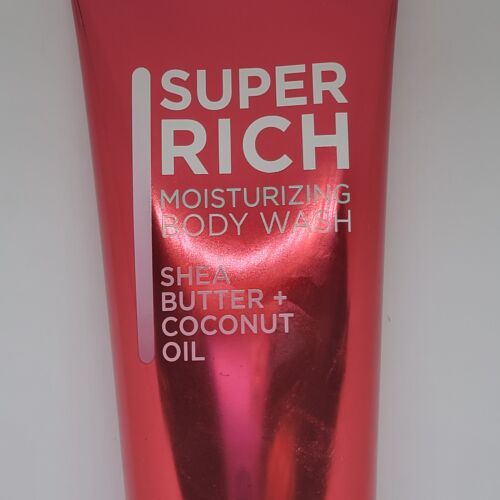 SUPER
RICH
MOISTURIZING
BODY WASH
SHEA
BUTTER +
COCONUT
OIL